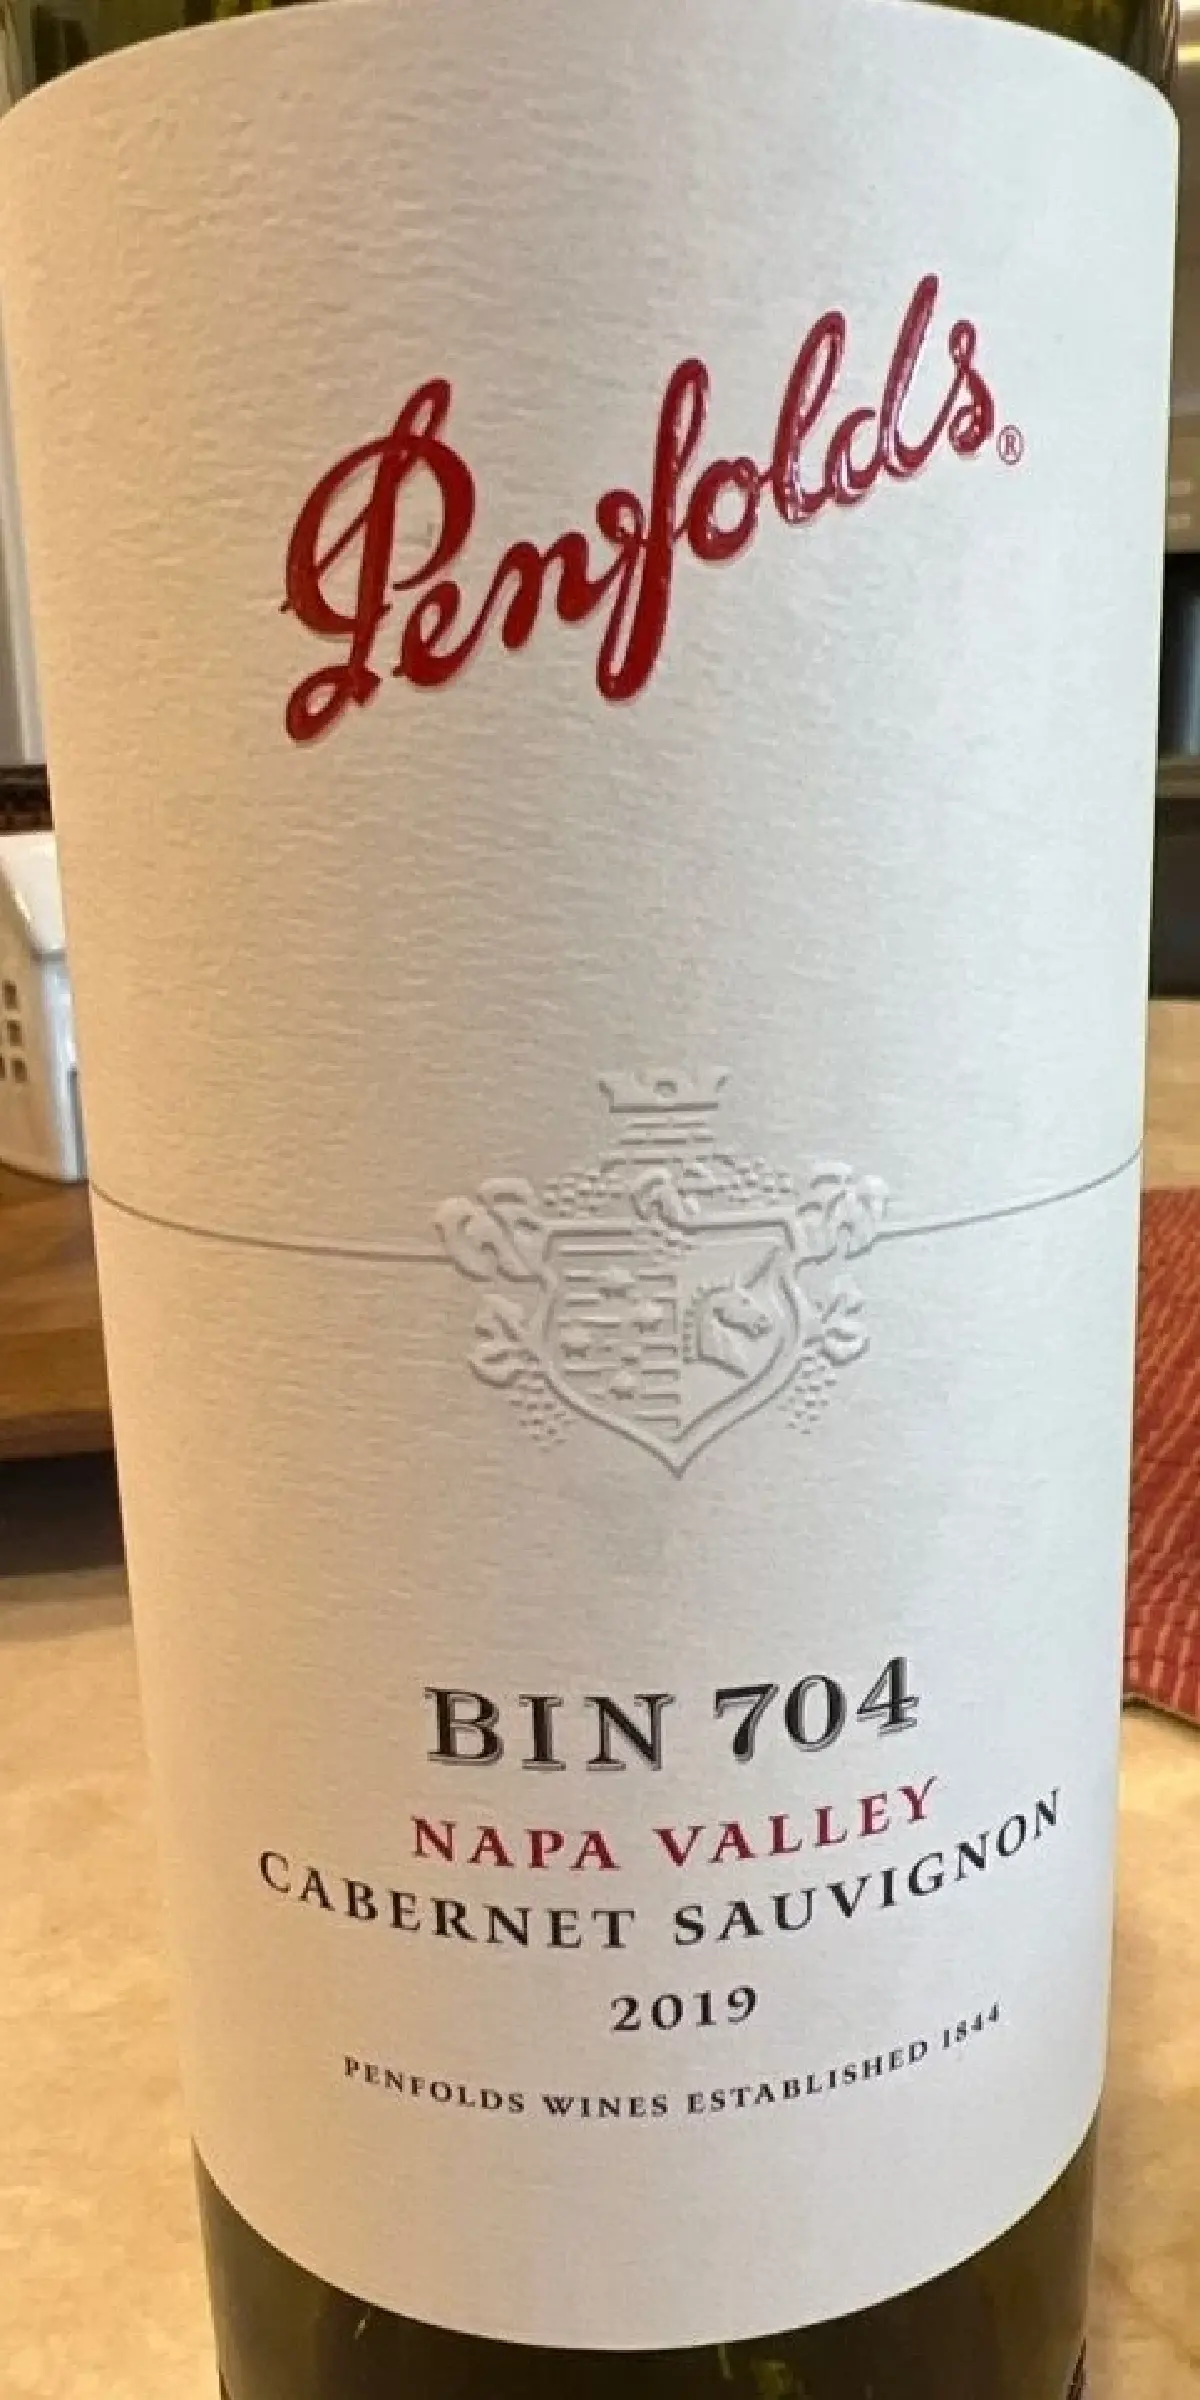 Penfolds®
BIN 704
NAPA VALLEY
CABERNET SAUVIGNON
2019
PENFOLDS WINES ESTABLISHED 1844